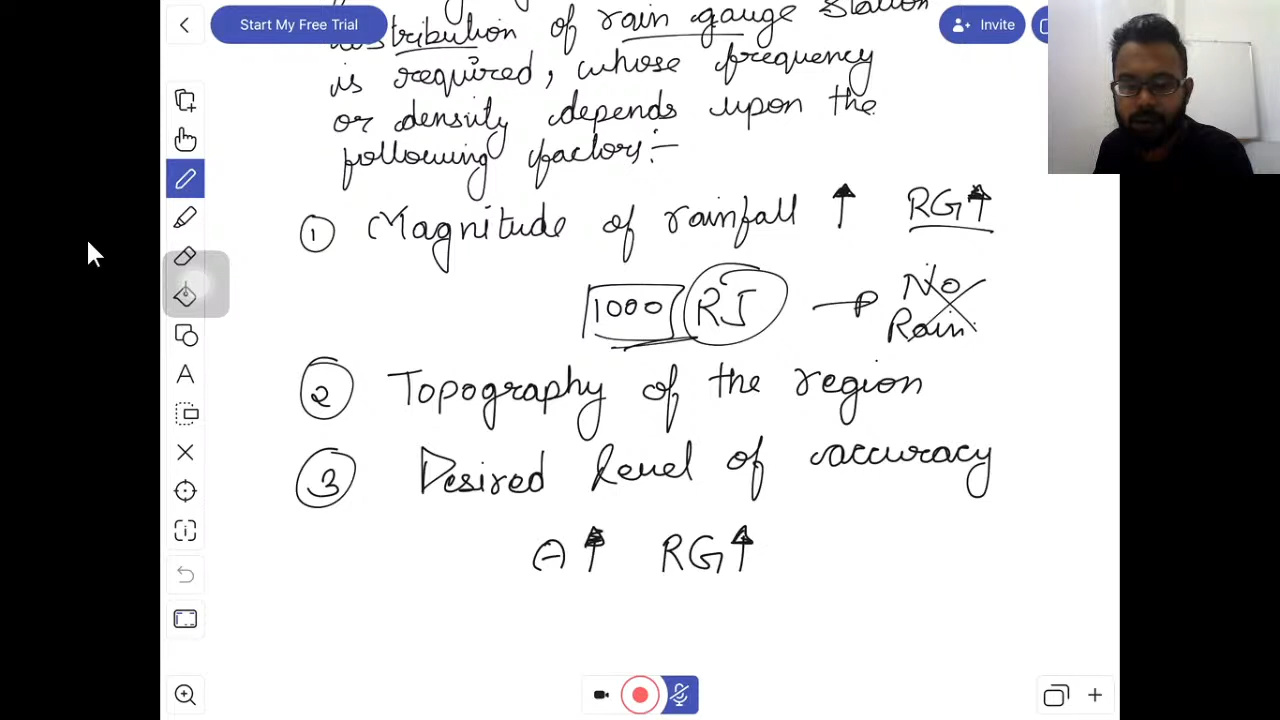 Start My Free Trial
Invite
distribution of rain gauge station
is required, whose frequency
or density depends upon the
following factors:-
1 Magnitude of rainfall ↑ RG↑
1000 RJ → No
Rain
2 Topography of the region
3 Desired level of accuracy
A↑ RG↑